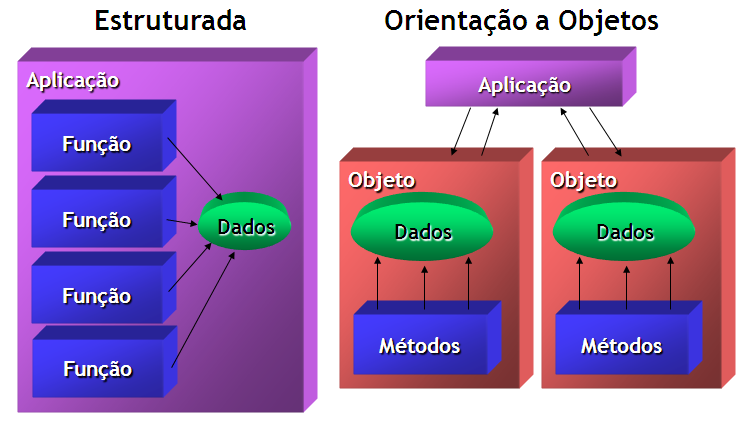 Estruturada
Aplicação
Função
Função
Função
Função
Dados
Orientação a Objetos
Aplicação
Objeto
Dados
Métodos
Objeto
Dados
Métodos